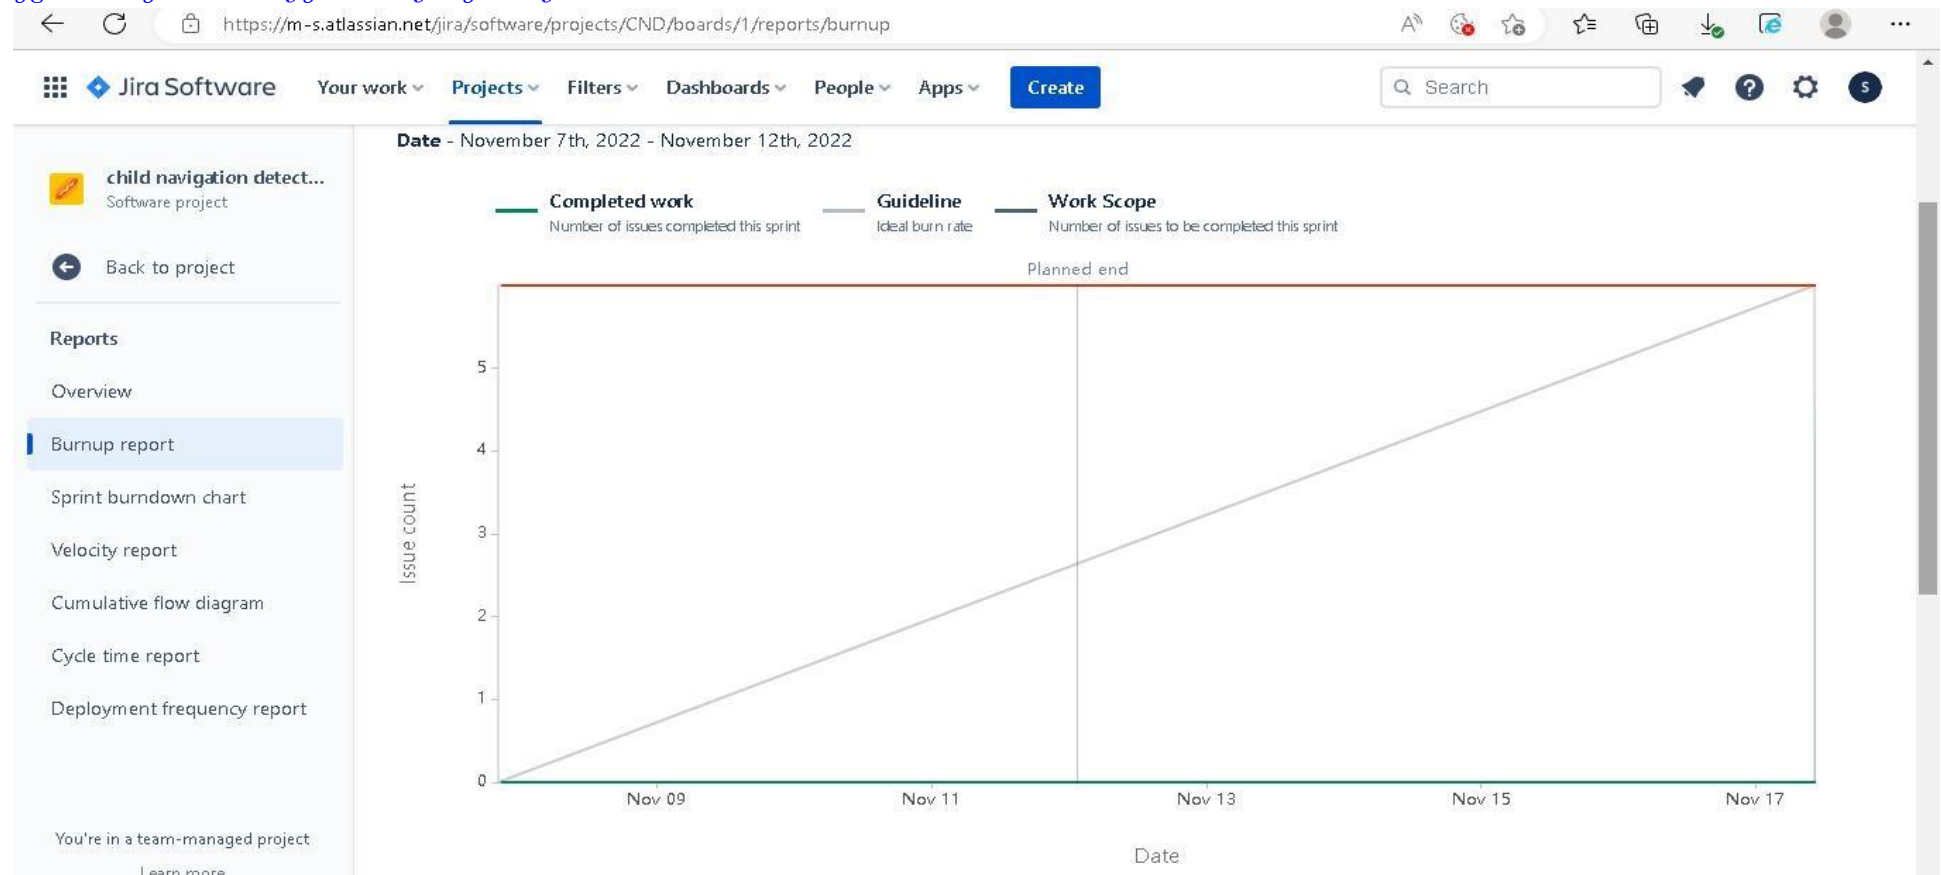 https://m-s.atlassian.net/jira/software/projects/CND/boards/1/reports/burnup
Jira Software Your work Projects Filters Dashboards People Apps Create Search S
Date - November 7th, 2022 - November 12th, 2022
child navigation detect...
Software project
Back to project
Reports
Overview
Burnup report
Sprint burndown chart
Velocity report
Cumulative flow diagram
Cycle time report
Deployment frequency report
You're in a team-managed project
Learn more
Completed work Guideline Work Scope
Number of issues completed this sprint Ideal burn rate Number of issues to be completed this sprint
Planned end
5
4
3
2
1
0
Issue count
Nov 09 Nov 11 Nov 13 Nov 15 Nov 17
Date